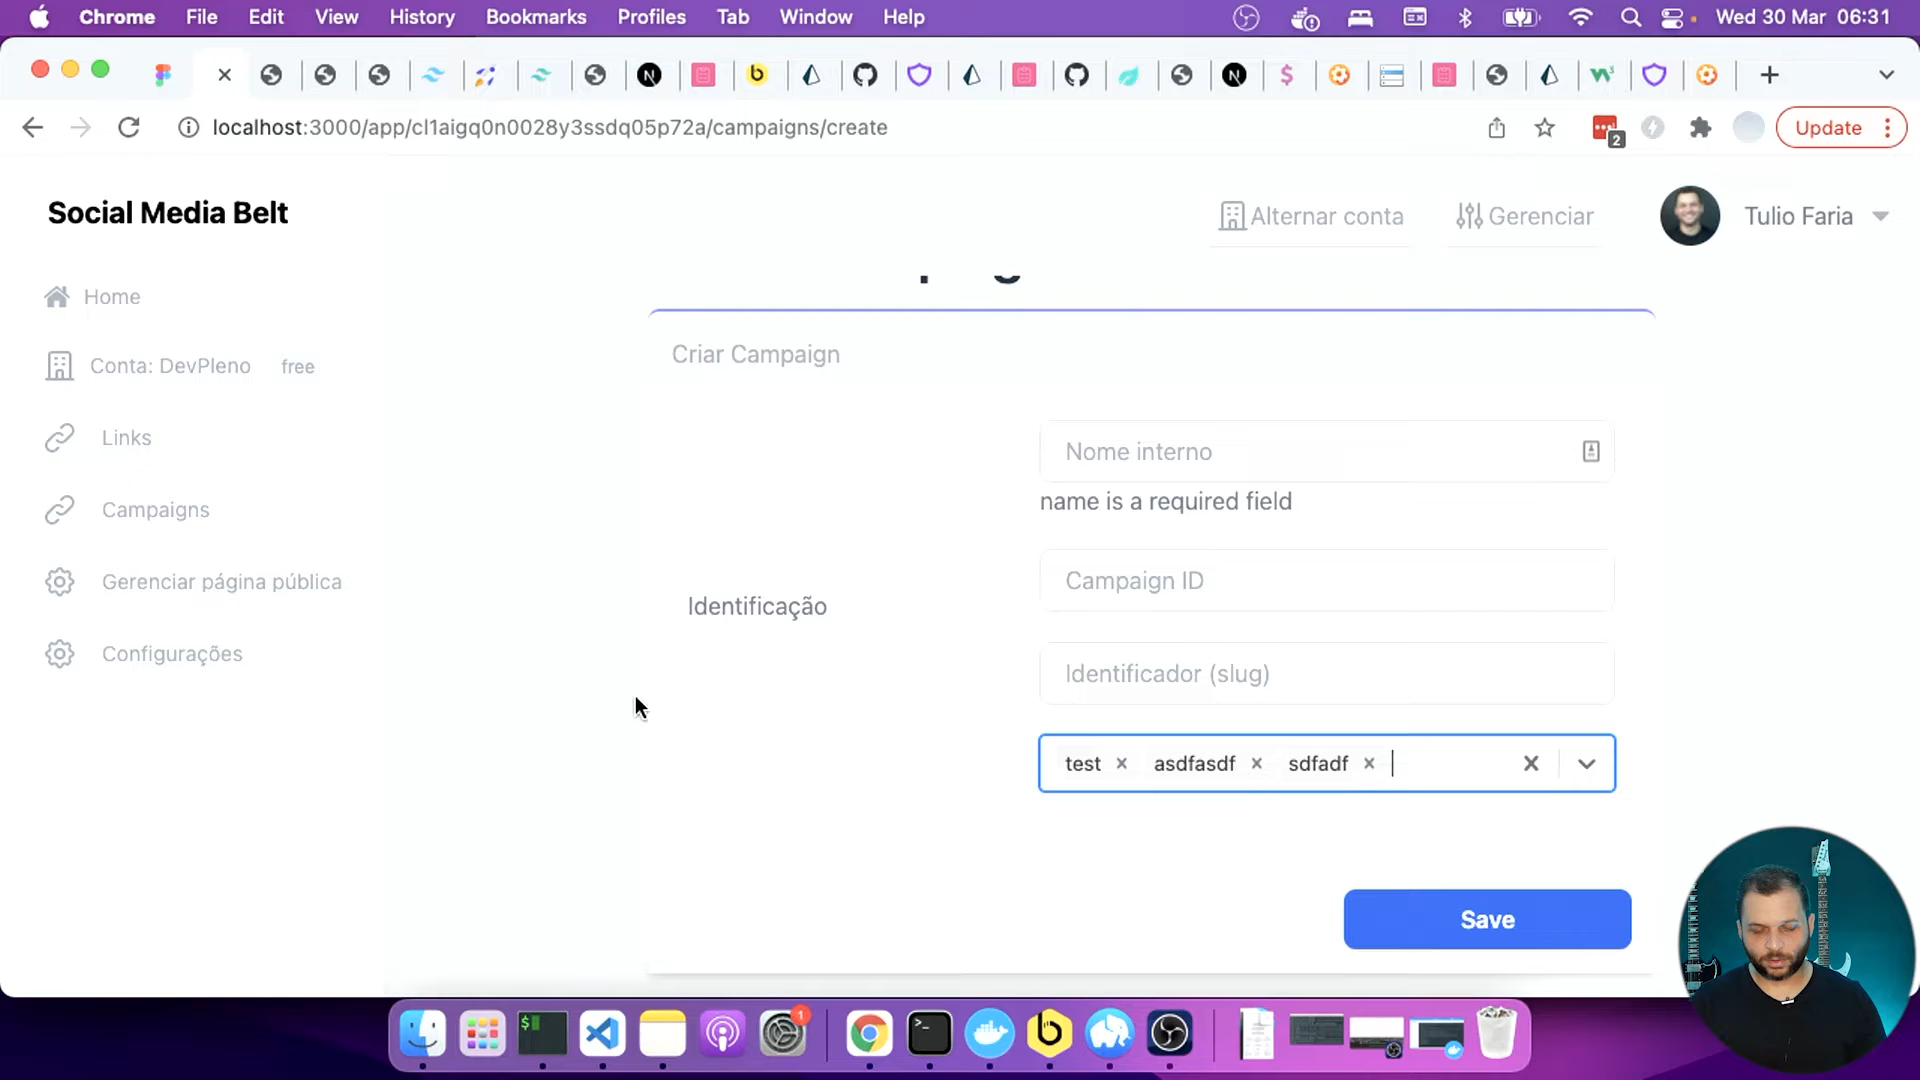 Chrome File Edit View History Bookmarks Profiles Tab Window Help Wed 30 Mar 06:31
localhost:3000/app/cl1aigq0n0028y3ssdq05p72a/campaigns/create
2
Update
Social Media Belt
Alternar conta
Gerenciar
Tulio Faria
Home
Conta: DevPleno free
Links
Campaigns
Gerenciar página pública
Configurações
Criar Campaign
Nome interno
name is a required field
Campaign ID
Identificação
Identificador (slug)
test × asdfasdf × sdfadf ×
Save
1